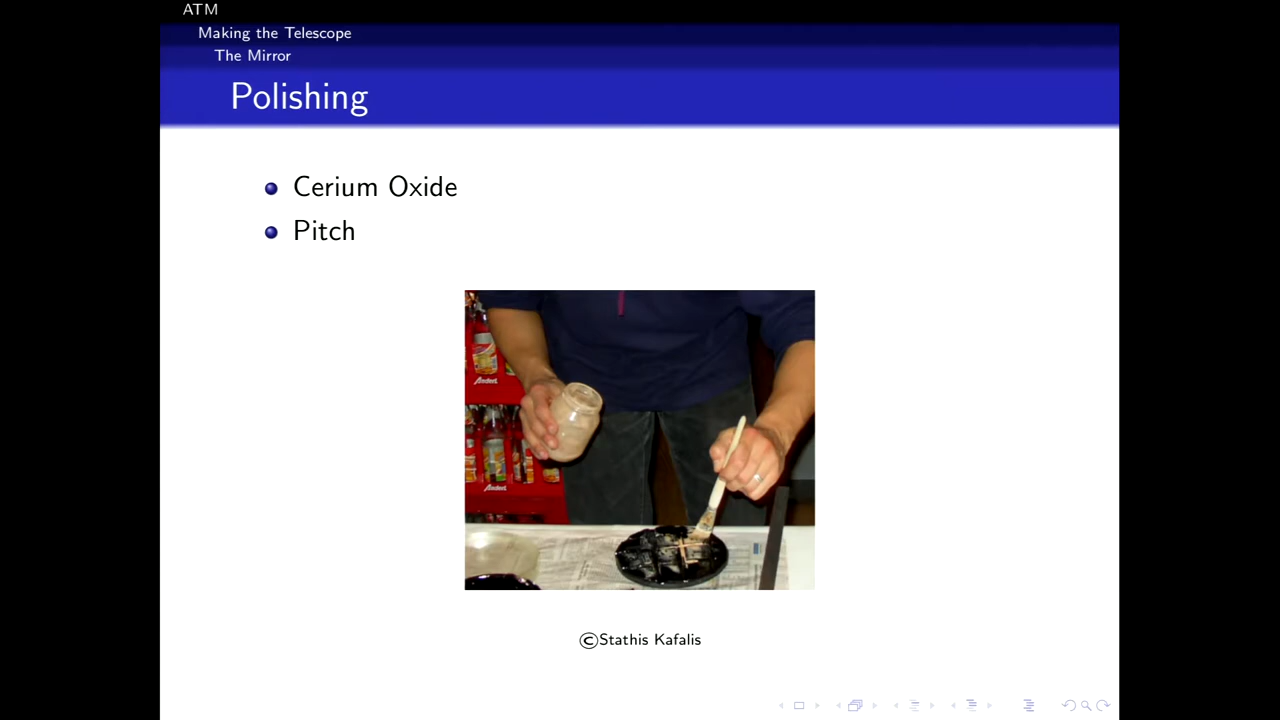 ATM
Making the Telescope
The Mirror
Polishing
Cerium Oxide
Pitch
©Stathis Kafalis